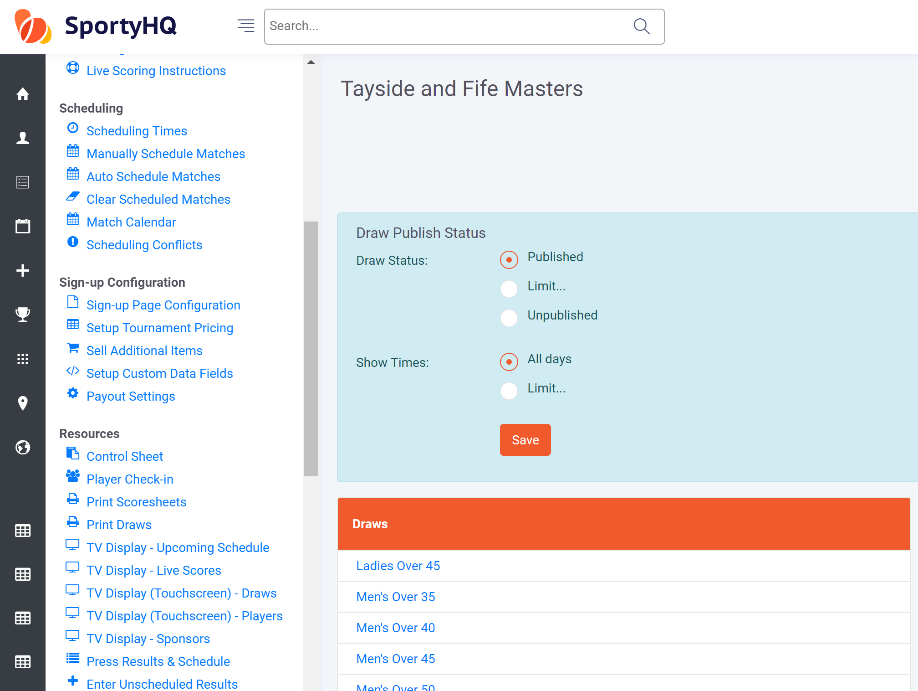 SportyHQ
Search...
Live Scoring Instructions
Scheduling
Scheduling Times
Manually Schedule Matches
Auto Schedule Matches
Clear Scheduled Matches
Match Calendar
Scheduling Conflicts
Sign-up Configuration
Sign-up Page Configuration
Setup Tournament Pricing
Sell Additional Items
Setup Custom Data Fields
Payout Settings
Resources
Control Sheet
Player Check-in
Print Scoresheets
Print Draws
TV Display - Upcoming Schedule
TV Display - Live Scores
TV Display (Touchscreen) - Draws
TV Display (Touchscreen) - Players
TV Display - Sponsors
Press Results & Schedule
Enter Unscheduled Results
Tayside and Fife Masters
Draw Publish Status
Draw Status:
Published
Limit...
Unpublished
Show Times:
All days
Limit...
Save
Draws
Ladies Over 45
Men's Over 35
Men's Over 40
Men's Over 45
Men's Over 50